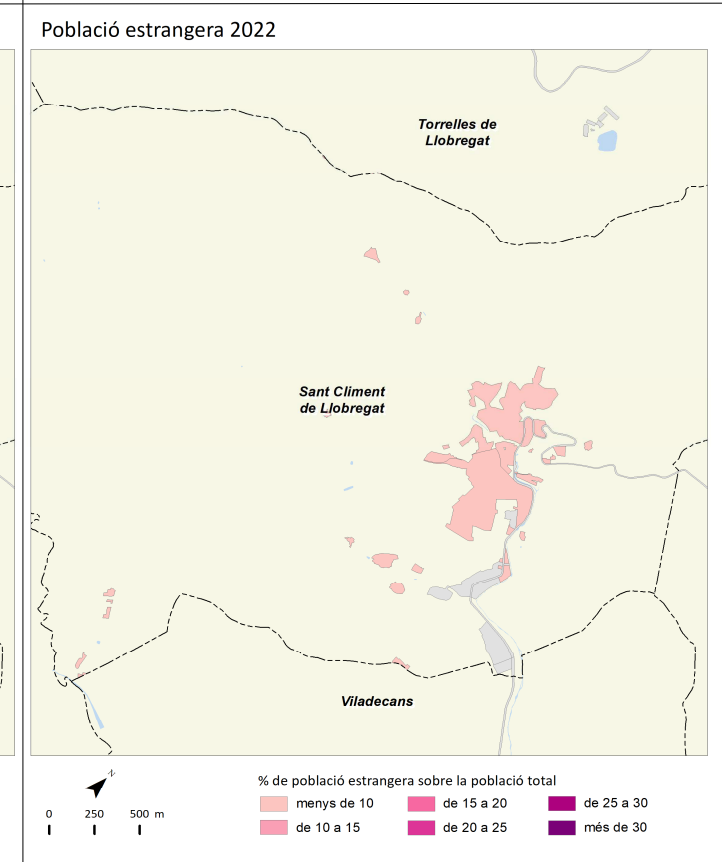 Població estrangera 2022
Torrelles de
Llobregat
Sant Climent
de Llobregat
Viladecans
N
0 250 500 m
% de població estrangera sobre la població total
menys de 10
de 10 a 15
de 15 a 20
de 20 a 25
de 25 a 30
més de 30